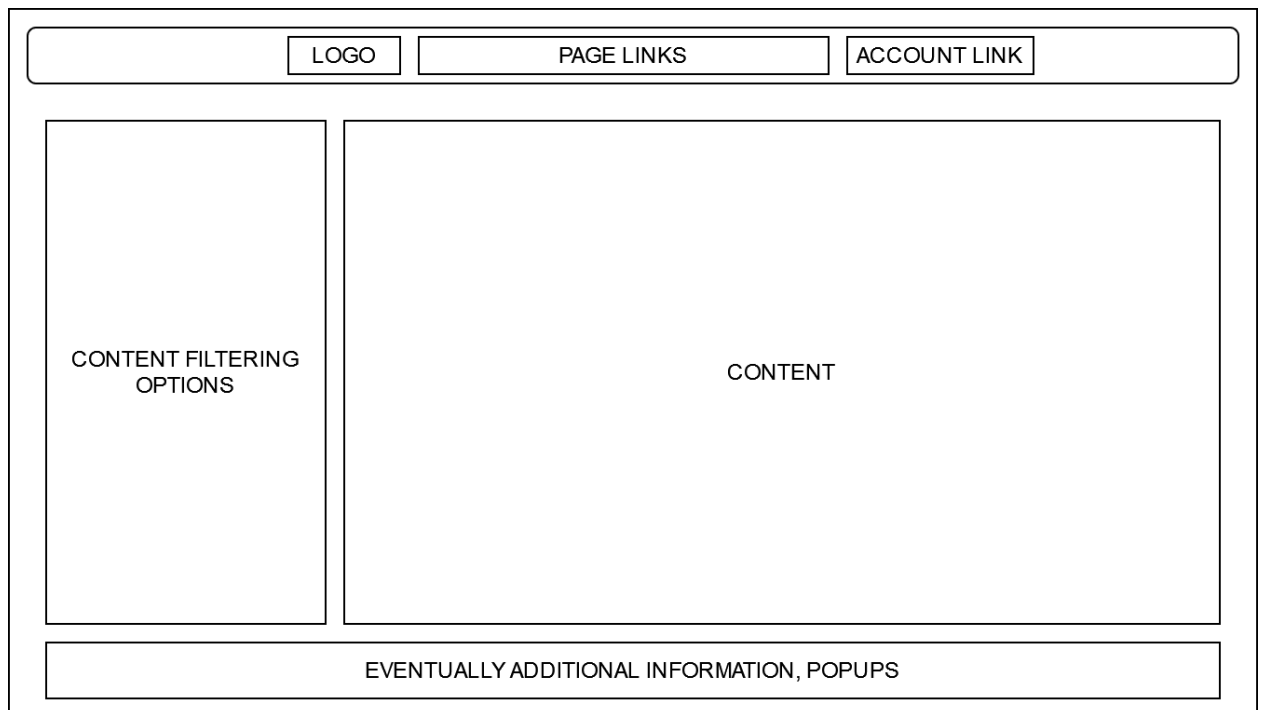 LOGO
PAGE LINKS
ACCOUNT LINK
CONTENT FILTERING
OPTIONS
CONTENT
EVENTUALLY ADDITIONAL INFORMATION, POPUPS